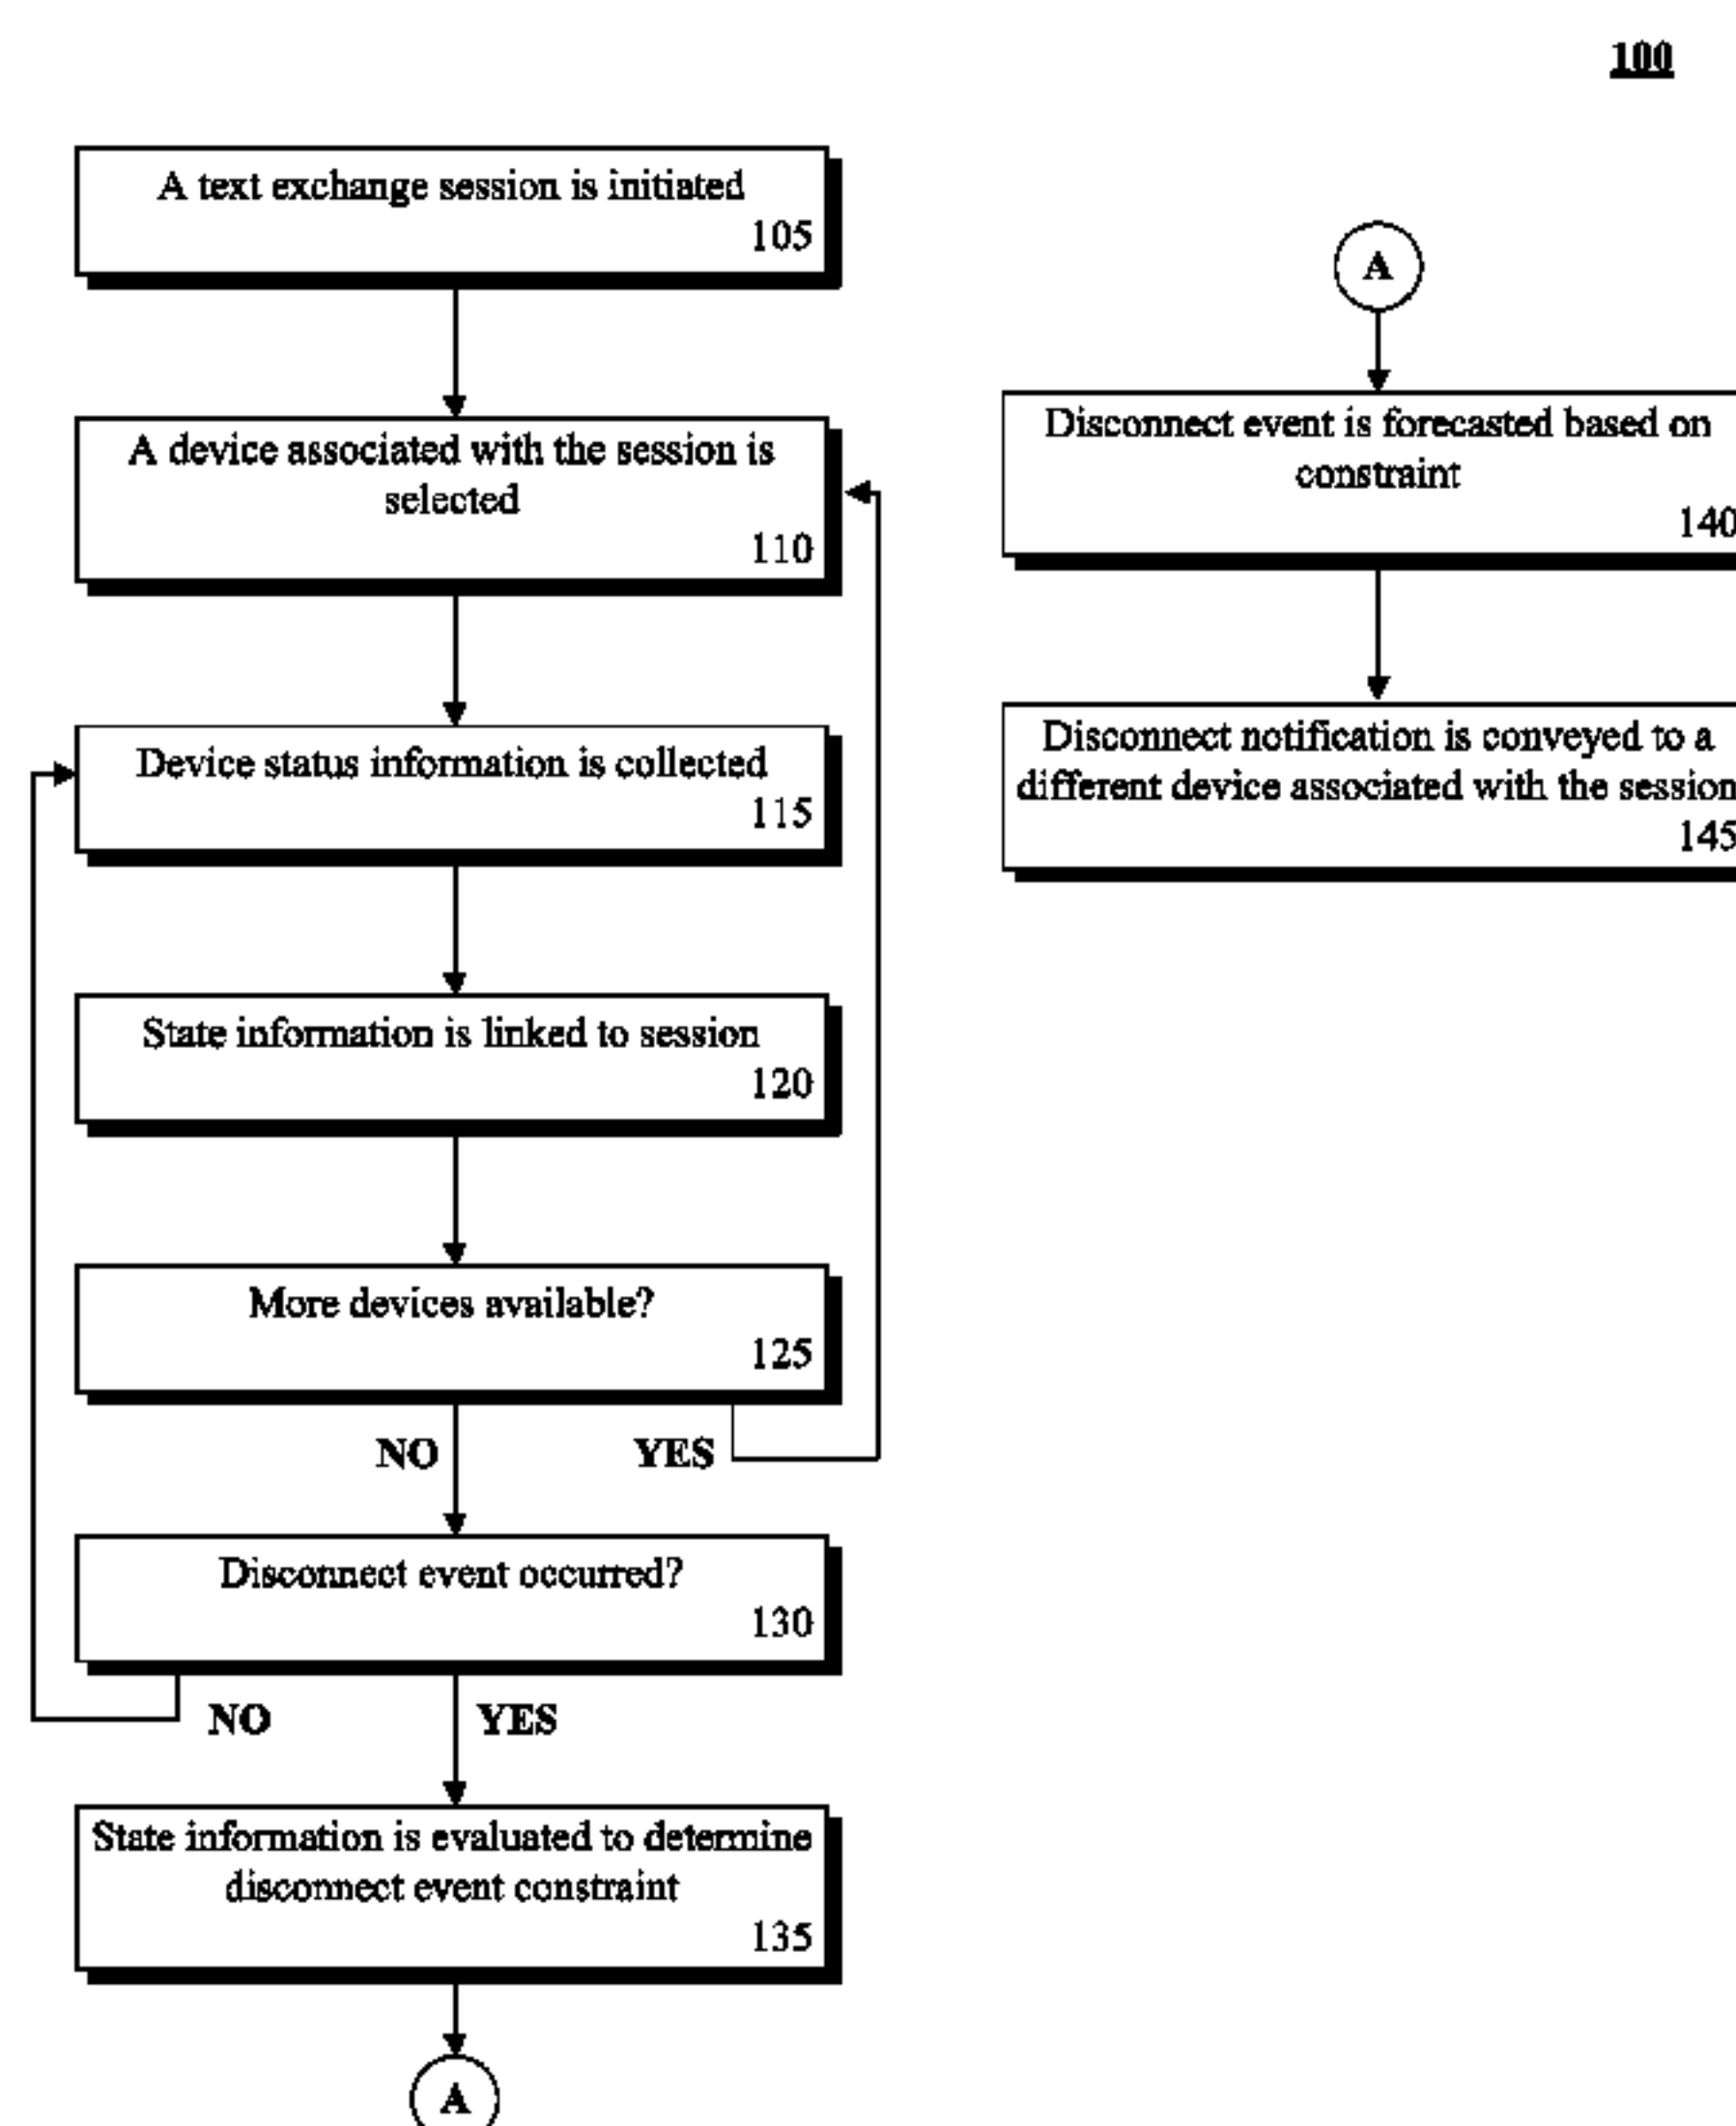 100
A text exchange session is initiated
105
A device associated with the session is
selected
110
Device status information is collected
115
State information is linked to session
120
More devices available?
125
NO
YES
Disconnect event occurred?
130
NO
YES
State information is evaluated to determine
disconnect event constraint
135
A
A
Disconnect event is forecasted based on
constraint
140
Disconnect notification is conveyed to a
different device associated with the session
145